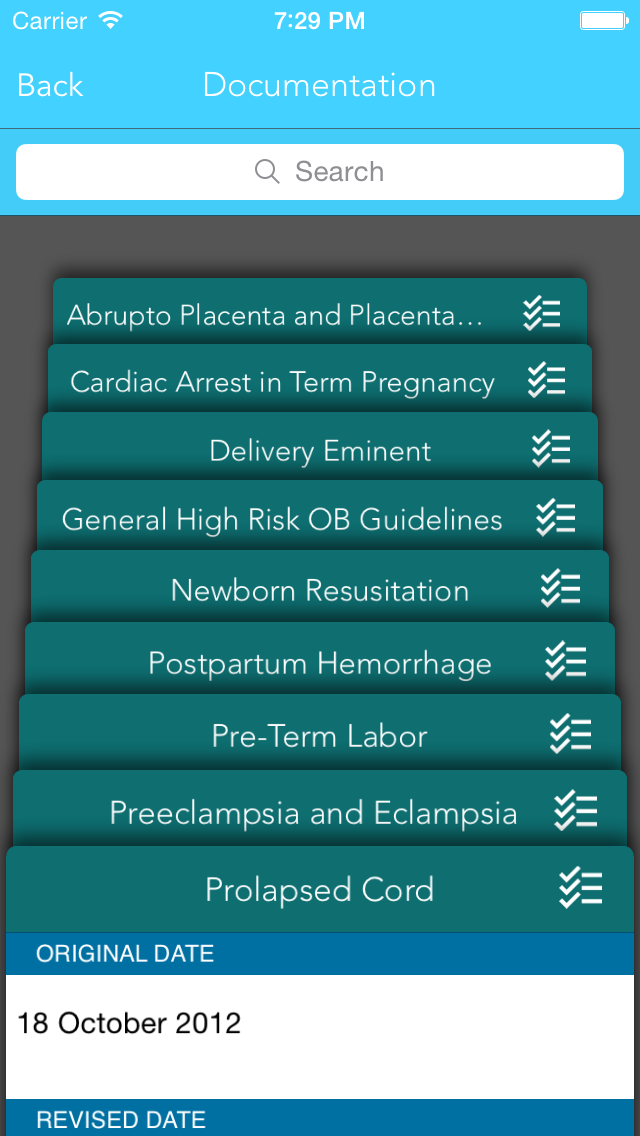 Carrier 7:29 PM
Back Documentation
Search
Abrupto Placenta and Placenta...
Cardiac Arrest in Term Pregnancy
Delivery Eminent
General High Risk OB Guidelines
Newborn Resusitation
Postpartum Hemorrhage
Pre-Term Labor
Preeclampsia and Eclampsia
Prolapsed Cord
ORIGINAL DATE
18 October 2012
REVISED DATE